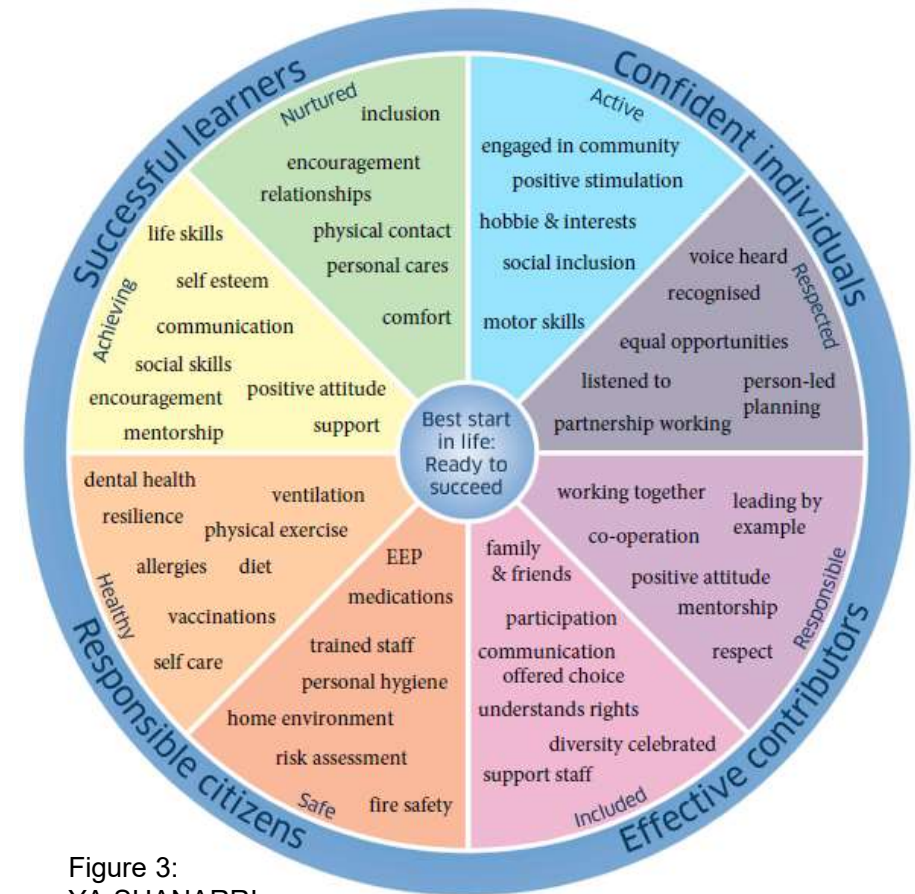 Successful learners
Confident individuals
Nurtured
inclusion
encouragement
relationships
physical contact
personal cares
comfort
Active
engaged in community
positive stimulation
hobbie & interests
social inclusion
motor skills
Respected
voice heard
recognised
equal opportunities
listened to
person-led
planning
partnership working
Achieving
life skills
self esteem
communication
social skills
encouragement
positive attitude
mentorship
support
Best start
in life:
Ready to
succeed
Healthy
dental health
ventilation
resilience
physical exercise
allergies
diet
vaccinations
self care
Safe
EEP
medications
trained staff
personal hygiene
home environment
risk assessment
fire safety
Included
family
& friends
participation
communication
offered choice
understands rights
diversity celebrated
support staff
Responsible
working together
leading by
example
co-operation
positive attitude
mentorship
respect
Responsible citizens
Effective contributors
Figure 3: